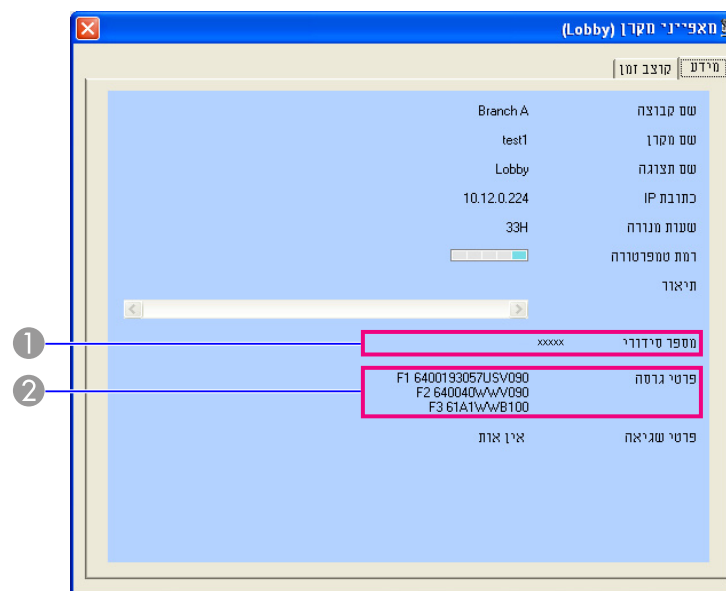 מאפייני מקרן (Lobby)
מידע קוצב זמן
שם קבוצה Branch A
שם מקרן test1
שם תצוגה Lobby
כתובת IP 10.12.0.224
שעות מנורה 33H
רמת טמפרטורה
תיאור
1 מספר סידורי xxxxx
2 פרטי גרסה F1 6400193057USV090
F2 640040WWV090
F3 61A1WWB100
פרטי שגיאה אין אות